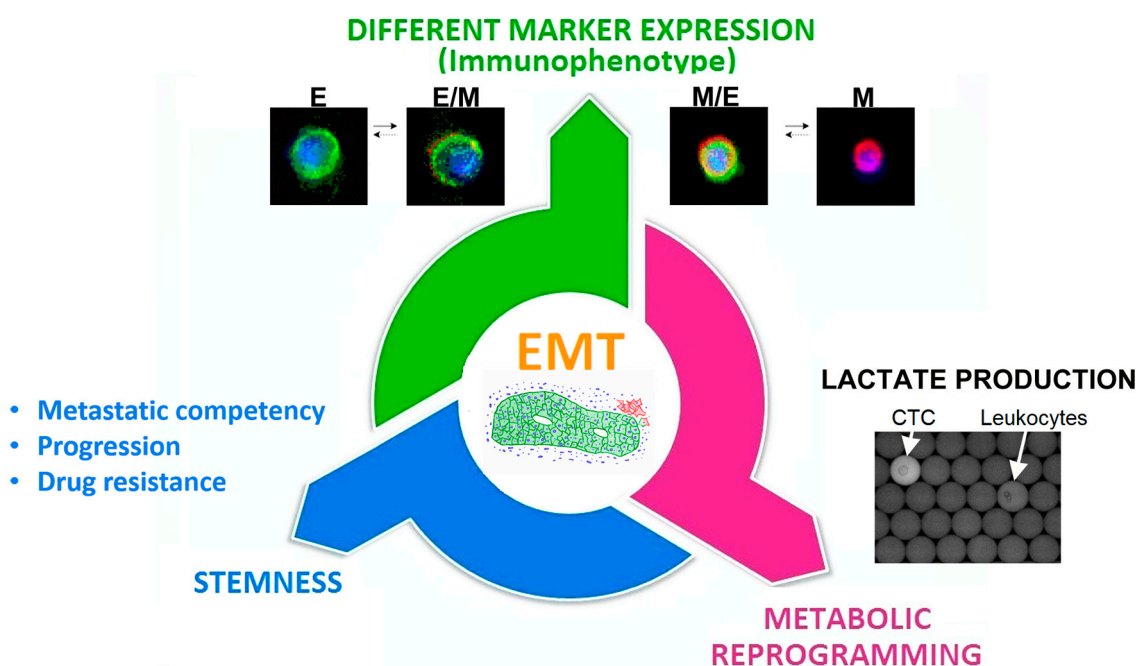 DIFFERENT MARKER EXPRESSION
(Immunophenotype)
E
E/M
M/E
M
EMT
LACTATE PRODUCTION
CTC
Leukocytes
• Metastatic competency
• Progression
• Drug resistance
STEMNESS
METABOLIC
REPROGRAMMING